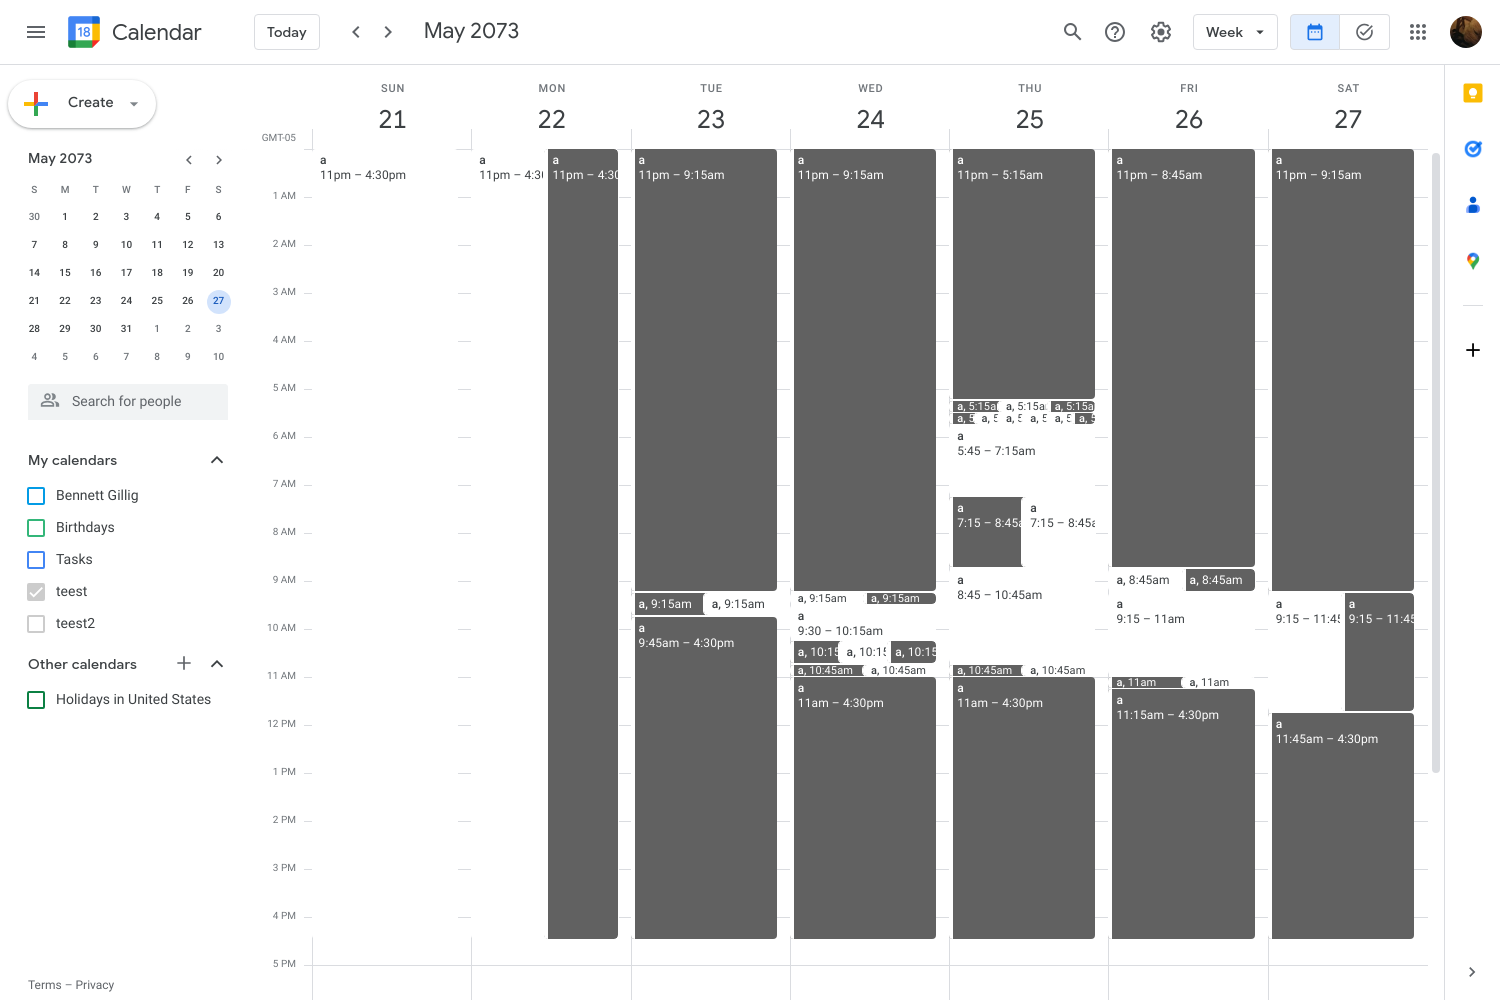 18 Calendar
Today
May 2073
Week
Create
May 2073
S M T W T F S
30 1 2 3 4 5 6
7 8 9 10 11 12 13
14 15 16 17 18 19 20
21 22 23 24 25 26 27
28 29 30 31 1 2 3
4 5 6 7 8 9 10
Search for people
My calendars
Bennett Gillig
Birthdays
Tasks
teest
teest2
Other calendars
Holidays in United States
Terms – Privacy
SUN MON TUE WED THU FRI SAT
21 22 23 24 25 26 27
GMT-05
1 AM
2 AM
3 AM
4 AM
5 AM
6 AM
7 AM
8 AM
9 AM
10 AM
11 AM
12 PM
1 PM
2 PM
3 PM
4 PM
5 PM
a
11pm – 4:30pm
a
11pm – 4:30
a
11pm – 4:30
a
11pm – 9:15am
a, 9:15am
a, 9:15am
a
9:45am – 4:30pm
a
11pm – 9:15am
a, 9:15am
a, 9:15am
a
9:30 – 10:15am
a, 10:15
a, 10:15
a, 10:15
a, 10:45am
a, 10:45am
a
11am – 4:30pm
a
11pm – 5:15am
a, 5:15a
a, 5:15a
a, 5:15a
a, 5
a, 5
a, 5
a, 5
a, 5
a, 5
a
5:45 – 7:15am
a
7:15 – 8:45a
a
7:15 – 8:45a
a
8:45 – 10:45am
a, 10:45am
a, 10:45am
a
11am – 4:30pm
a
11pm – 8:45am
a, 8:45am
a, 8:45am
a
9:15 – 11am
a, 11am
a, 11am
a
11:15am – 4:30pm
a
11pm – 9:15am
a
9:15 – 11:45
a
9:15 – 11:45
a
11:45am – 4:30pm